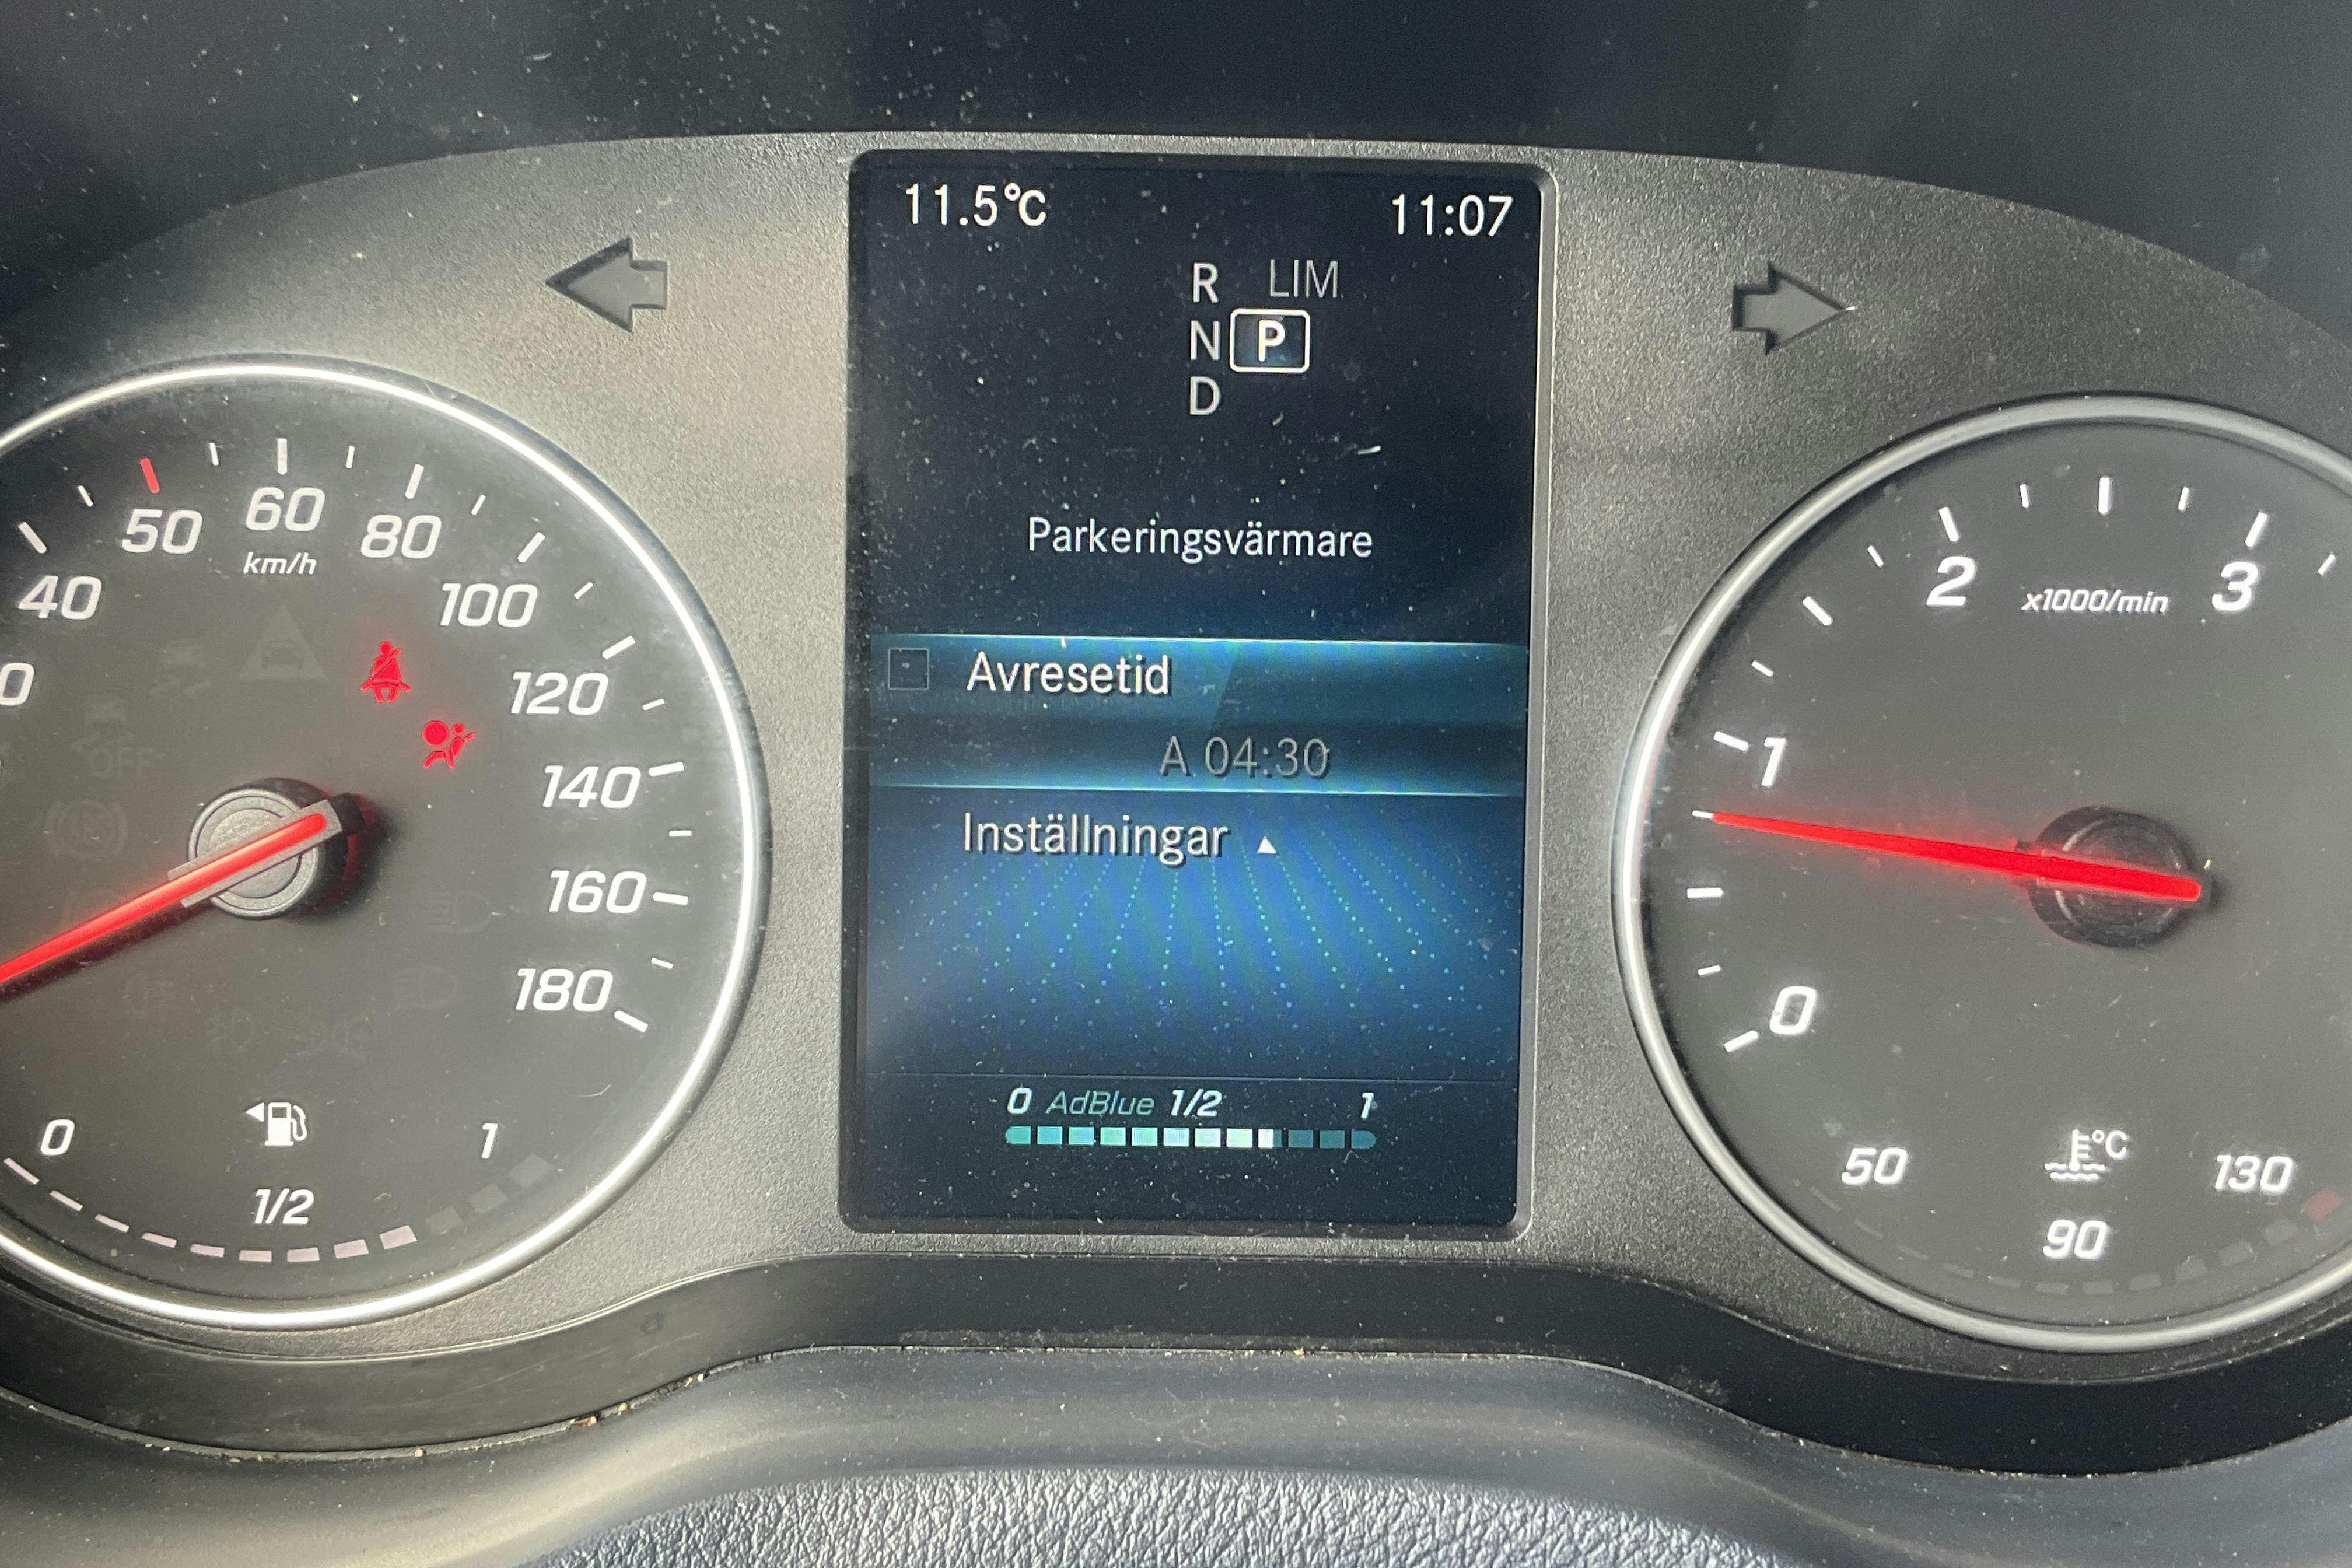 11.5°C 11:07
R LIM
N P
D
Parkeringsvärmare
Avresetid
A 04:30
Inställningar ▲
0 AdBlue 1/2 1
40 50 60 80 100 120 140 160 180
km/h
OFF
0 1/2 1
0 1 2 3
x1000/min
50 90 130
°C